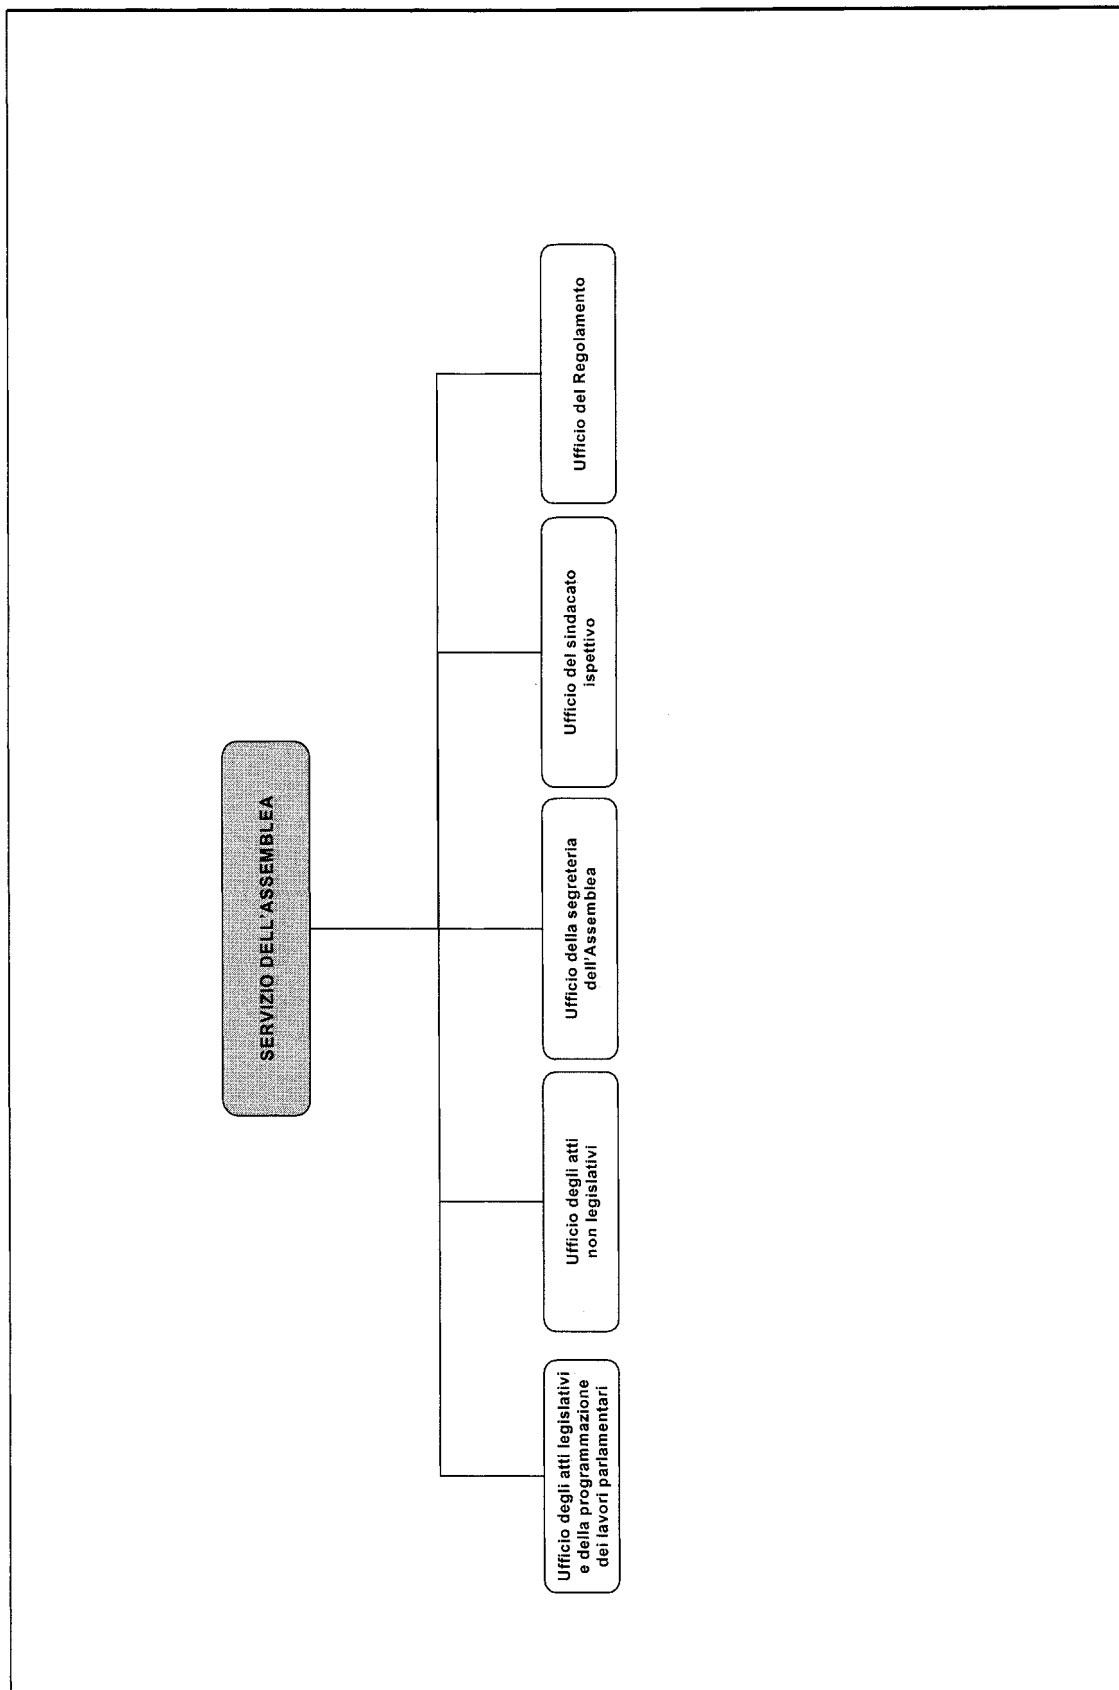 SERVIZIO DELL'ASSEMBLEA
Ufficio degli atti legislativi
e della programmazione
dei lavori parlamentari
Ufficio degli atti
non legislativi
Ufficio della segreteria
dell'Assemblea
Ufficio del sindacato
ispettivo
Ufficio del Regolamento